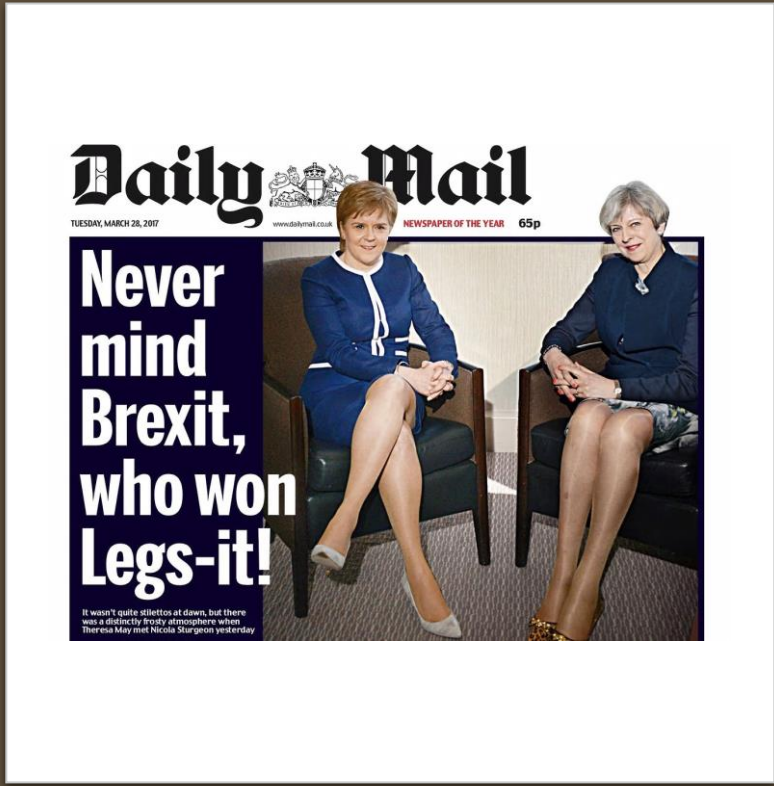 Daily Mail
TUESDAY, MARCH 28, 2017 www.dailymail.co.uk NEWSPAPER OF THE YEAR 65p
Never
mind
Brexit,
who won
Legs-it!
It wasn't quite stilettos at dawn, but there
was a distinctly frosty atmosphere when
Theresa May met Nicola Sturgeon yesterday